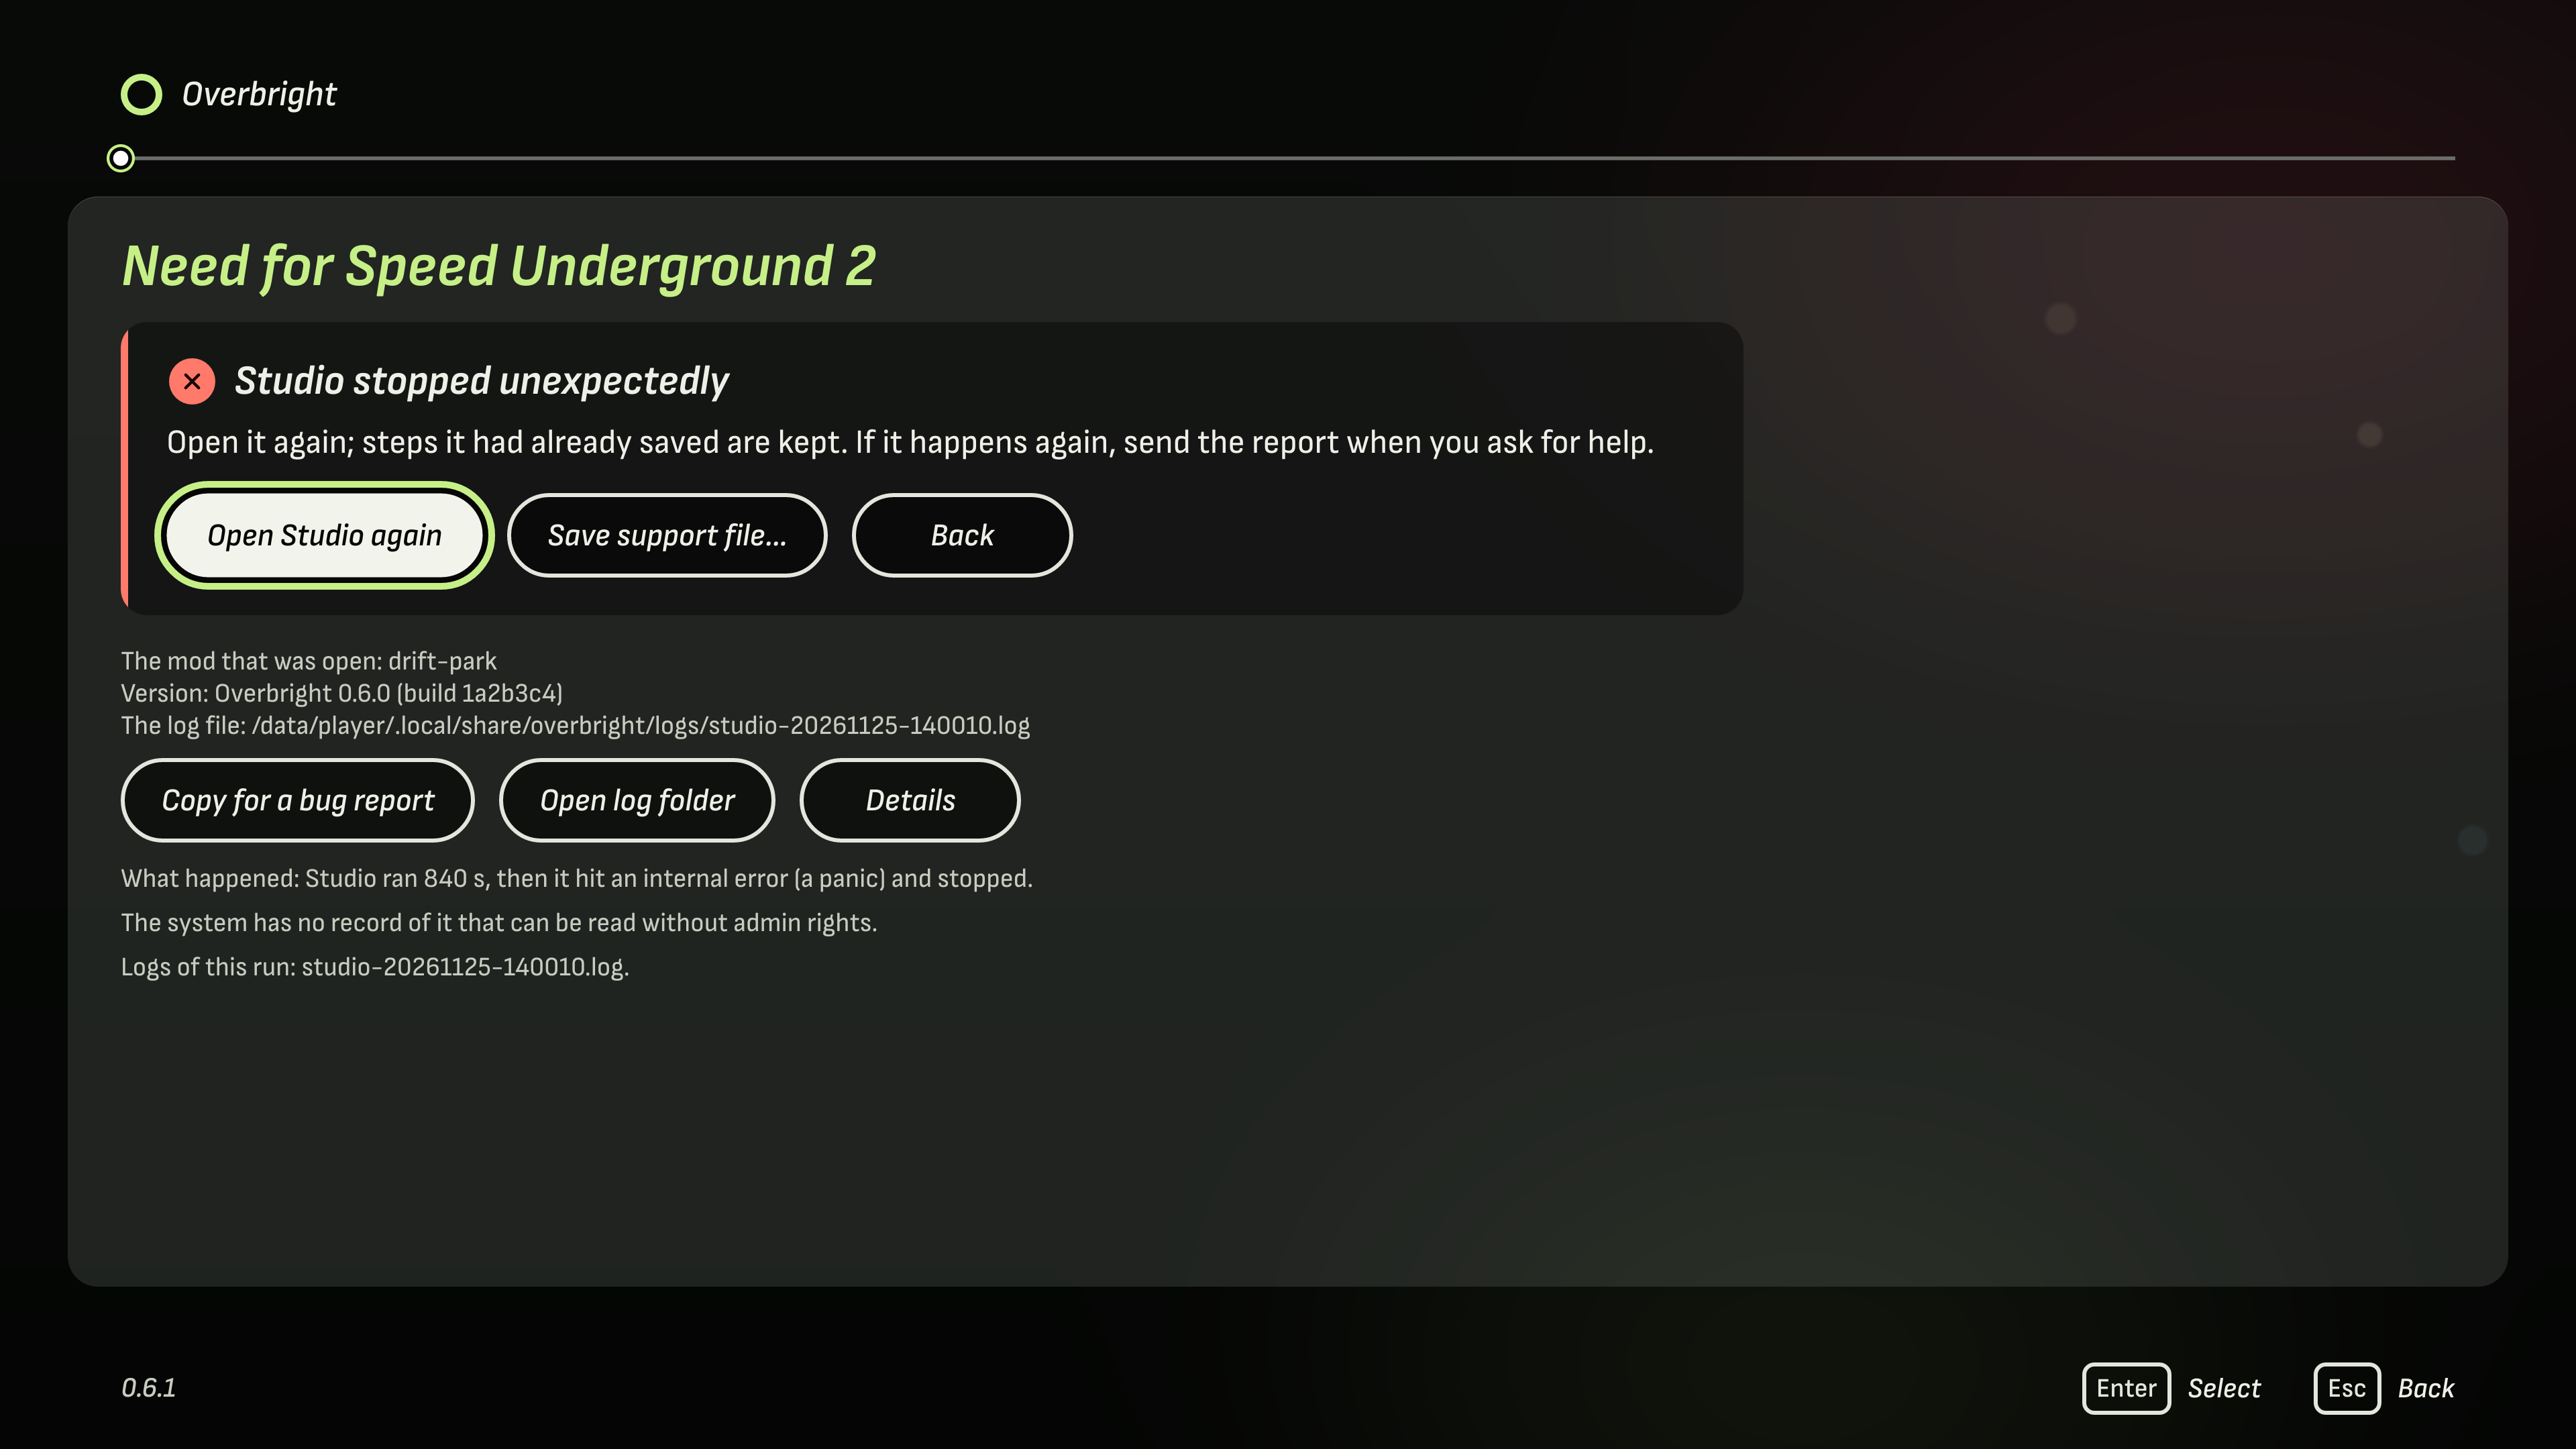 Overbright
Need for Speed Underground 2
Studio stopped unexpectedly
Open it again; steps it had already saved are kept. If it happens again, send the report when you ask for help.
Open Studio again
Save support file...
Back
The mod that was open: drift-park
Version: Overbright 0.6.0 (build 1a2b3c4)
The log file: /data/player/.local/share/overbright/logs/studio-20261125-140010.log
Copy for a bug report
Open log folder
Details
What happened: Studio ran 840 s, then it hit an internal error (a panic) and stopped.
The system has no record of it that can be read without admin rights.
Logs of this run: studio-20261125-140010.log.
0.6.1
Enter Select
Esc Back